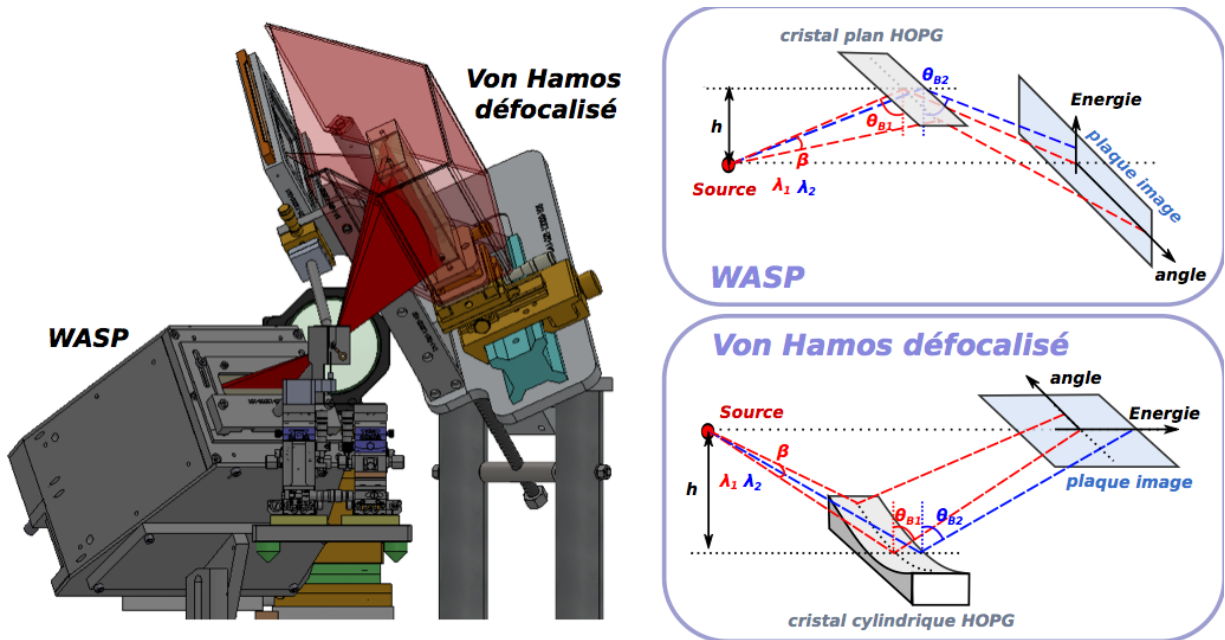 Von Hamos
défocalisé
WASP
cristal plan HOPG
θB2
Energie
h
θB1
plaque image
β
Source
λ1 λ2
angle
WASP
Von Hamos défocalisé
angle
Source
Energie
β
h
λ1 λ2
plaque image
θB1
θB2
cristal cylindrique HOPG